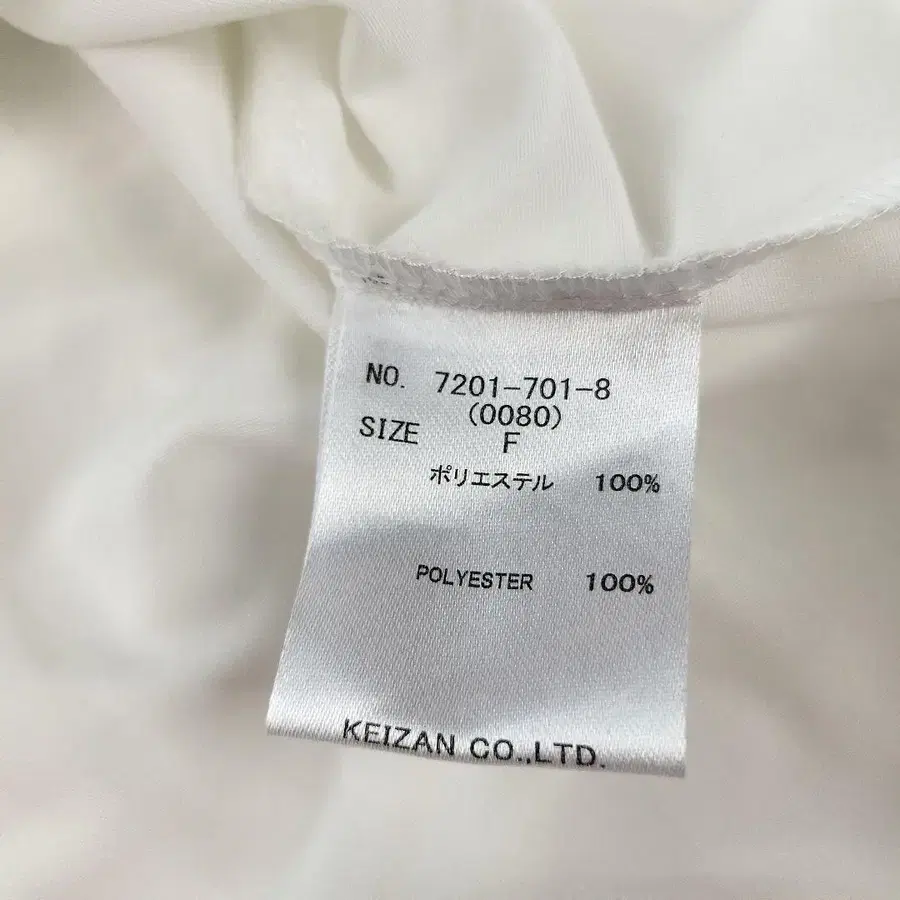 NO. 7201-701-8
(0080)
SIZE F
ポリエステル 100%
POLYESTER 100%
KEIZAN CO.,LTD.